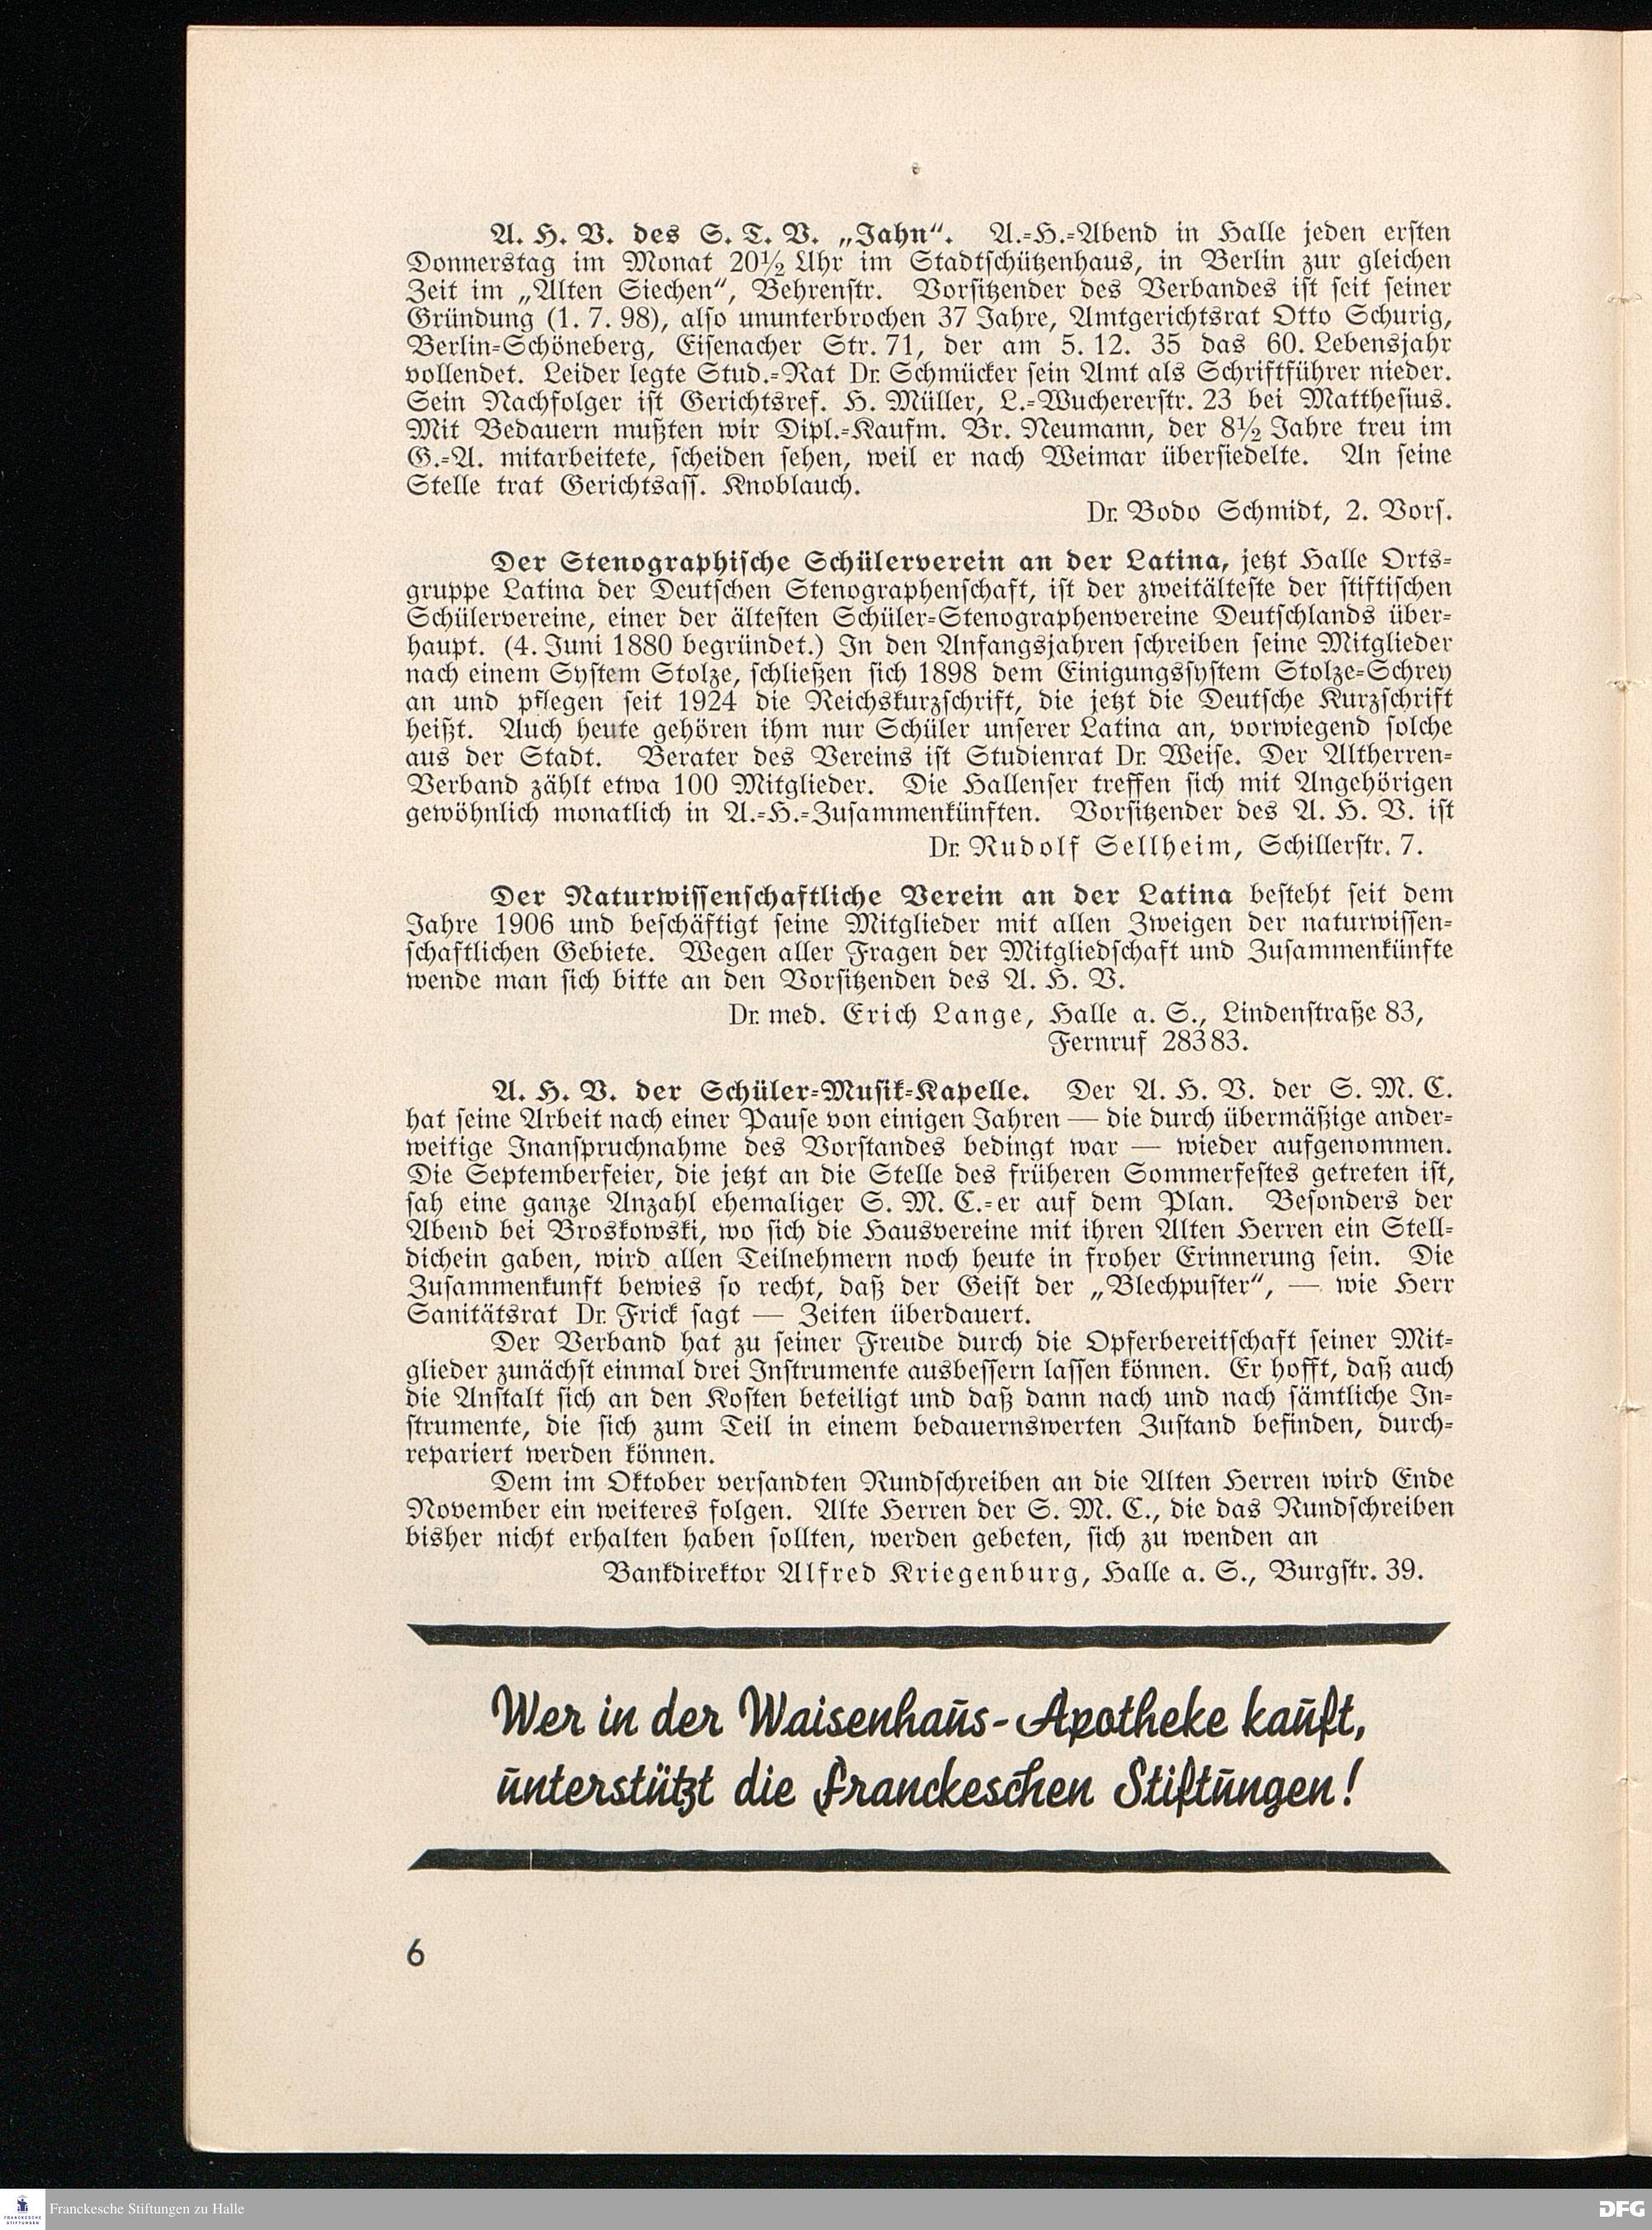 A. H. V. des S. T. V. „Jahn“. A.-H.-Abend in Halle jeden ersten
Donnerstag im Monat 20½ Uhr im Stadtschützenhaus, in Berlin zur gleichen
Zeit im „Alten Siechen“, Behrenstr. Vorsitzender des Verbandes ist seit seiner
Gründung (1. 7. 98), also ununterbrochen 37 Jahre, Amtgerichtsrat Otto Schurig,
Berlin-Schöneberg, Eisenacher Str. 71, der am 5. 12. 35 das 60. Lebensjahr
vollendet. Leider legte Stud.-Rat Dr. Schmücker sein Amt als Schriftführer nieder.
Sein Nachfolger ist Gerichtsref. H. Müller, L.-Wuchererstr. 23 bei Matthesius.
Mit Bedauern mußten wir Dipl.-Kaufm. Br. Neumann, der 8½ Jahre treu im
G.-A. mitarbeitete, scheiden sehen, weil er nach Weimar übersiedelte. An seine
Stelle trat Gerichtsass. Knoblauch.
Dr. Bodo Schmidt, 2. Vors.
Der Stenographische Schülerverein an der Latina, jetzt Halle Orts-
gruppe Latina der Deutschen Stenographenschaft, ist der zweitälteste der stiftischen
Schülervereine, einer der ältesten Schüler-Stenographenvereine Deutschlands über-
haupt. (4. Juni 1880 begründet.) In den Anfangsjahren schreiben seine Mitglieder
nach einem System Stolze, schließen sich 1898 dem Einigungssystem Stolze-Schrey
an und pflegen seit 1924 die Reichskurzschrift, die jetzt die Deutsche Kurzschrift
heißt. Auch heute gehören ihm nur Schüler unserer Latina an, vorwiegend solche
aus der Stadt. Berater des Vereins ist Studienrat Dr. Weise. Der Altherren-
Verband zählt etwa 100 Mitglieder. Die Hallenser treffen sich mit Angehörigen
gewöhnlich monatlich in A.-H.-Zusammenkünften. Vorsitzender des A. H. V. ist
Dr. Rudolf Sellheim, Schillerstr. 7.
Der Naturwissenschaftliche Verein an der Latina besteht seit dem
Jahre 1906 und beschäftigt seine Mitglieder mit allen Zweigen der naturwissen-
schaftlichen Gebiete. Wegen aller Fragen der Mitgliedschaft und Zusammenkünfte
wende man sich bitte an den Vorsitzenden des A. H. V.
Dr. med. Erich Lange, Halle a. S., Lindenstraße 83,
Fernruf 28383.
A. H. V. der Schüler-Musik-Kapelle. Der A. H. V. der S. M. C.
hat seine Arbeit nach einer Pause von einigen Jahren — die durch übermäßige ander-
weitige Inanspruchnahme des Vorstandes bedingt war — wieder aufgenommen.
Die Septemberfeier, die jetzt an die Stelle des früheren Sommerfestes getreten ist,
sah eine ganze Anzahl ehemaliger S. M. C.-er auf dem Plan. Besonders der
Abend bei Broskowski, wo sich die Hausvereine mit ihren Alten Herren ein Stell-
dichein gaben, wird allen Teilnehmern noch heute in froher Erinnerung sein. Die
Zusammenkunft bewies so recht, daß der Geist der „Blechpuster“, — wie Herr
Sanitätsrat Dr. Frick sagt — Zeiten überdauert.
Der Verband hat zu seiner Freude durch die Opferbereitschaft seiner Mit-
glieder zunächst einmal drei Instrumente ausbessern lassen können. Er hofft, daß auch
die Anstalt sich an den Kosten beteiligt und daß dann nach und nach sämtliche In-
strumente, die sich zum Teil in einem bedauernswerten Zustand befinden, durch-
repariert werden können.
Dem im Oktober versandten Rundschreiben an die Alten Herren wird Ende
November ein weiteres folgen. Alte Herren der S. M. C., die das Rundschreiben
bisher nicht erhalten haben sollten, werden gebeten, sich zu wenden an
Bankdirektor Alfred Kriegenburg, Halle a. S., Burgstr. 39.
Wer in der Waisenhaus-Apotheke kauft,
unterstützt die Franckeschen Stiftungen!
6
Franckesche Stiftungen zu Halle
DFG